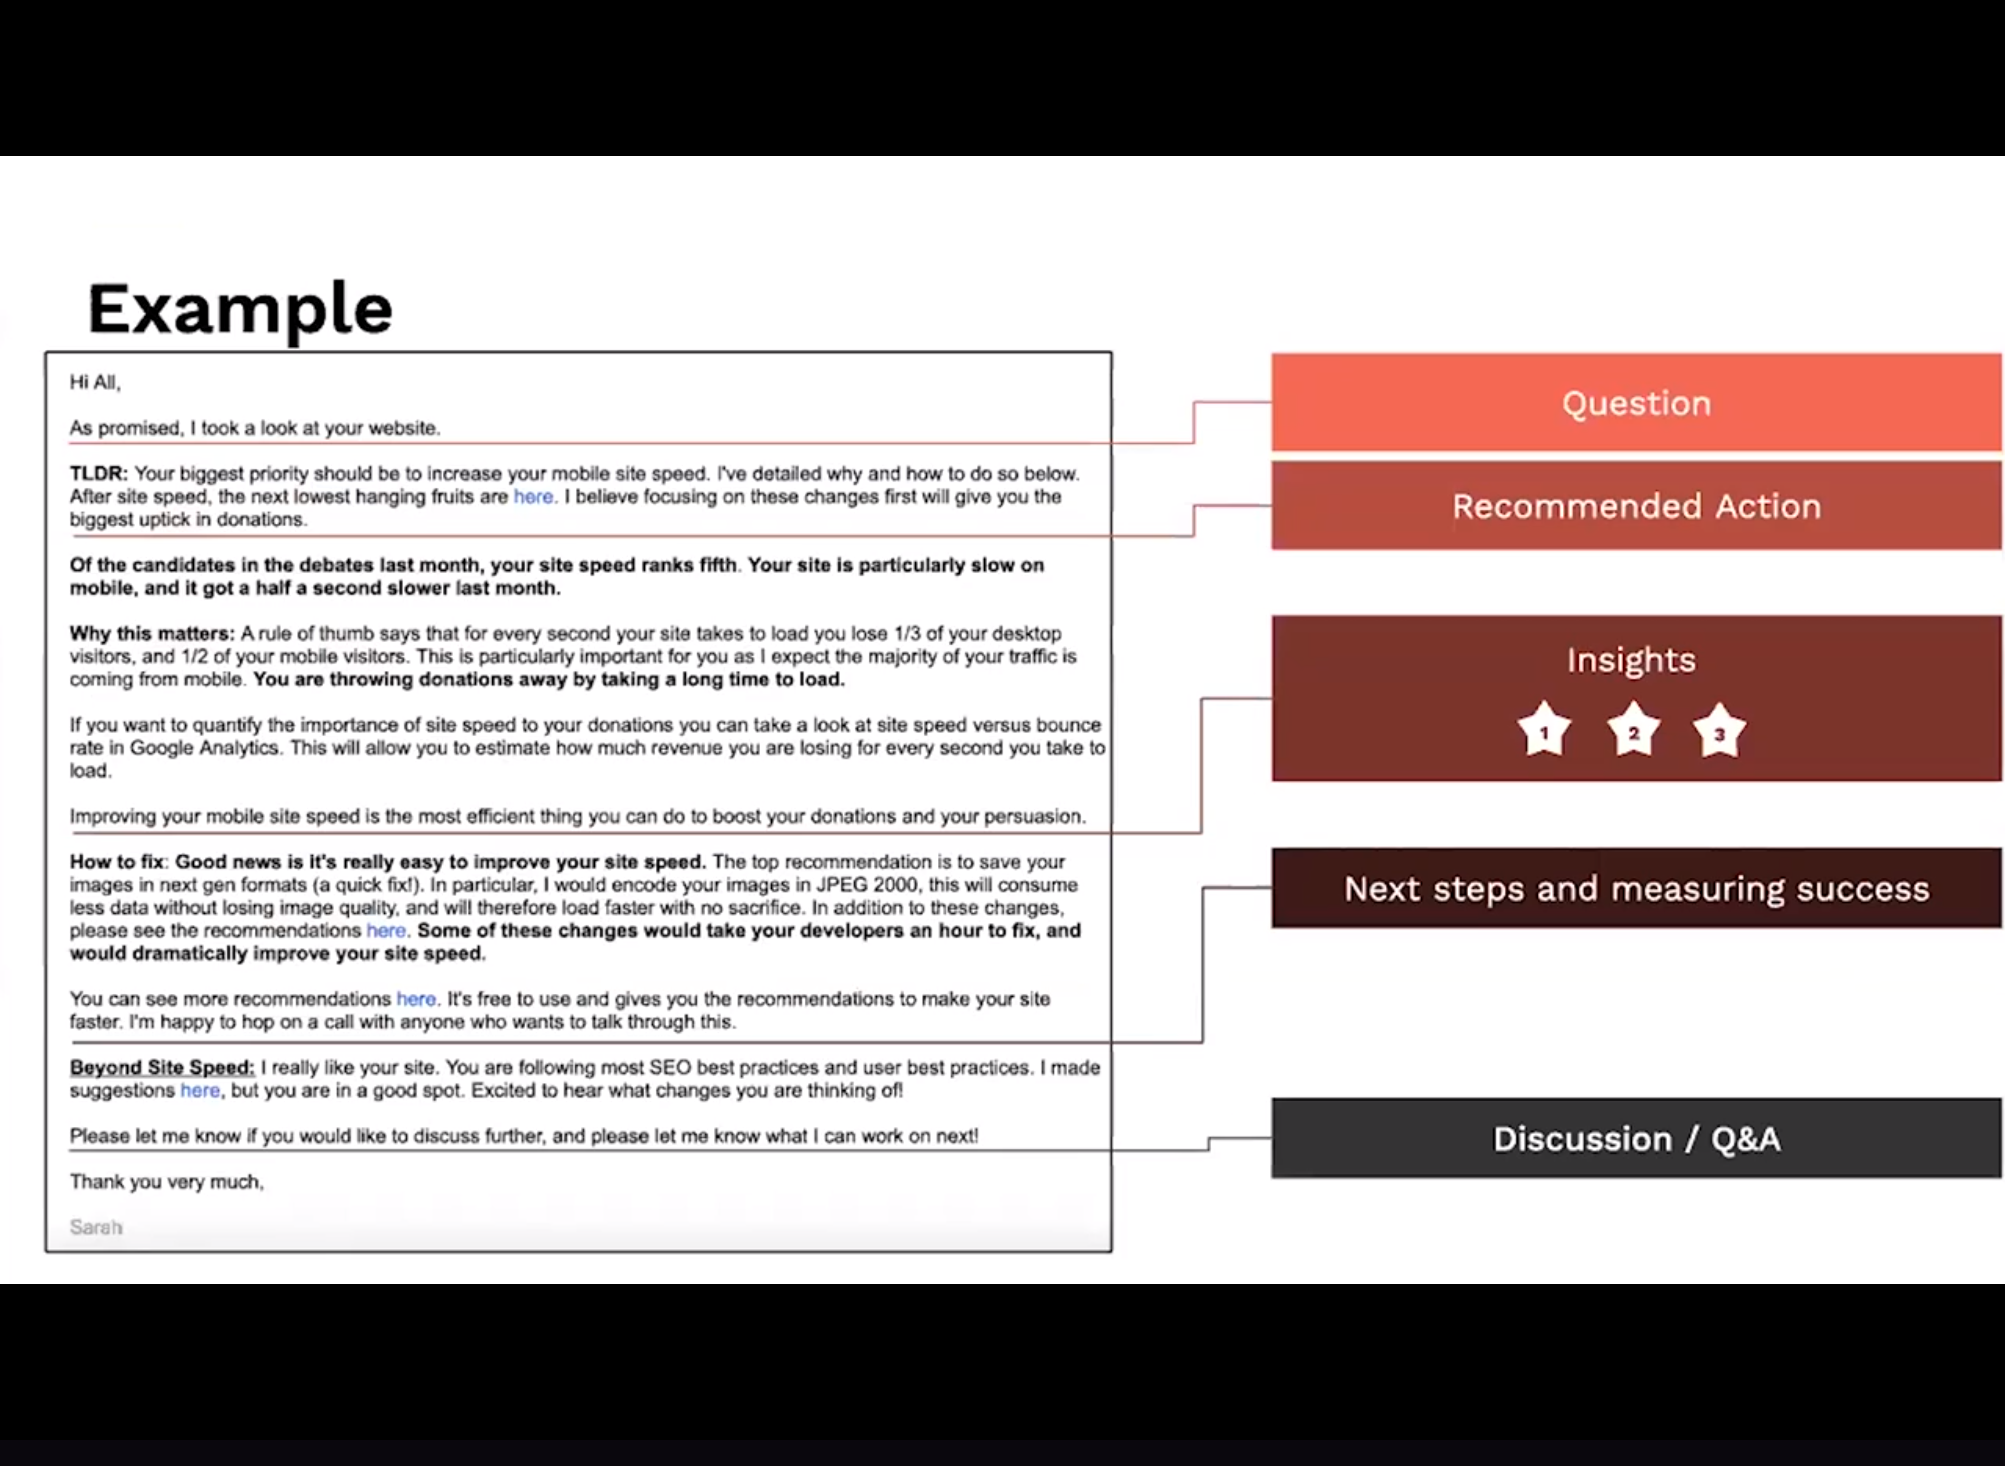 Example
Hi All,
As promised, I took a look at your website.
TLDR: Your biggest priority should be to increase your mobile site speed. I've detailed why and how to do so below.
After site speed, the next lowest hanging fruits are here. I believe focusing on these changes first will give you the
biggest uptick in donations.
Of the candidates in the debates last month, your site speed ranks fifth. Your site is particularly slow on
mobile, and it got a half a second slower last month.
Why this matters: A rule of thumb says that for every second your site takes to load you lose 1/3 of your desktop
visitors, and 1/2 of your mobile visitors. This is particularly important for you as I expect the majority of your traffic is
coming from mobile. You are throwing donations away by taking a long time to load.
If you want to quantify the importance of site speed to your donations you can take a look at site speed versus bounce
rate in Google Analytics. This will allow you to estimate how much revenue you are losing for every second you take to
load.
Improving your mobile site speed is the most efficient thing you can do to boost your donations and your persuasion.
How to fix: Good news is it's really easy to improve your site speed. The top recommendation is to save your
images in next gen formats (a quick fix!). In particular, I would encode your images in JPEG 2000, this will consume
less data without losing image quality, and will therefore load faster with no sacrifice. In addition to these changes,
please see the recommendations here. Some of these changes would take your developers an hour to fix, and
would dramatically improve your site speed.
You can see more recommendations here. It's free to use and gives you the recommendations to make your site
faster. I'm happy to hop on a call with anyone who wants to talk through this.
Beyond Site Speed: I really like your site. You are following most SEO best practices and user best practices. I made
suggestions here, but you are in a good spot. Excited to hear what changes you are thinking of!
Please let me know if you would like to discuss further, and please let me know what I can work on next!
Thank you very much,
Sarah
Question
Recommended Action
Insights
1 2 3
Next steps and measuring success
Discussion / Q&A